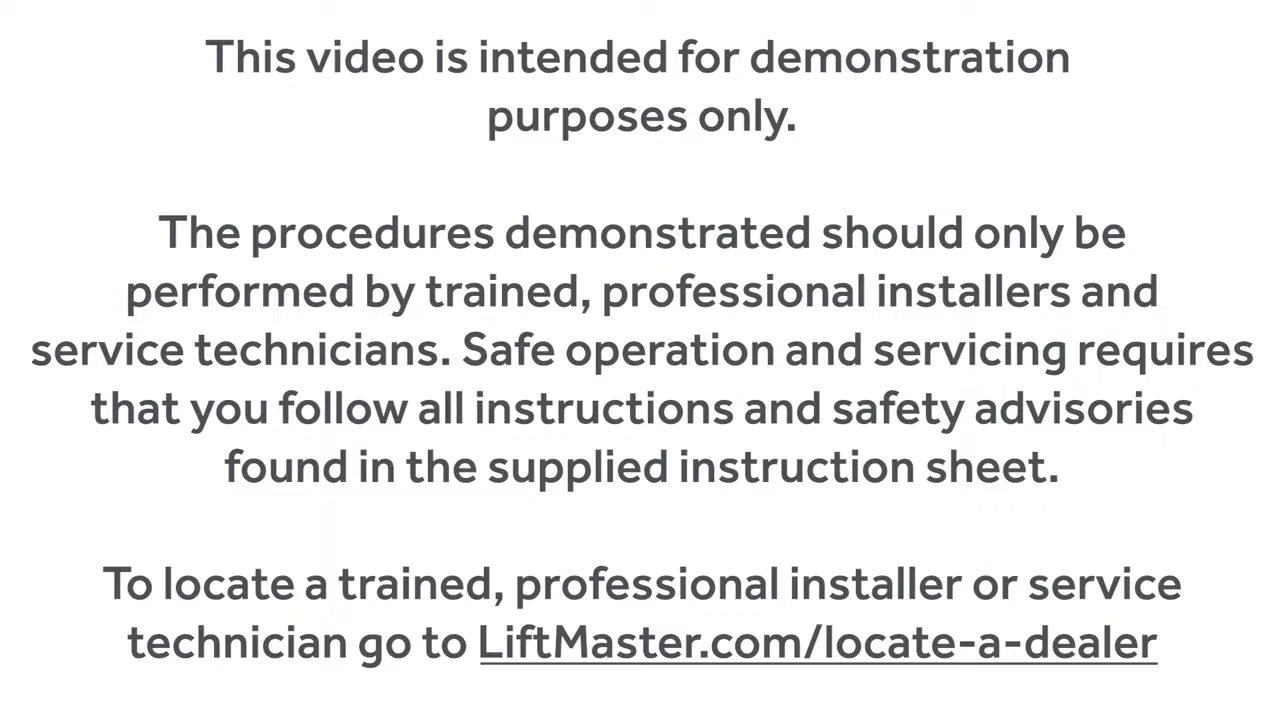 This video is intended for demonstration
purposes only.
The procedures demonstrated should only be
performed by trained, professional installers and
service technicians. Safe operation and servicing requires
that you follow all instructions and safety advisories
found in the supplied instruction sheet.
To locate a trained, professional installer or service
technician go to LiftMaster.com/locate-a-dealer